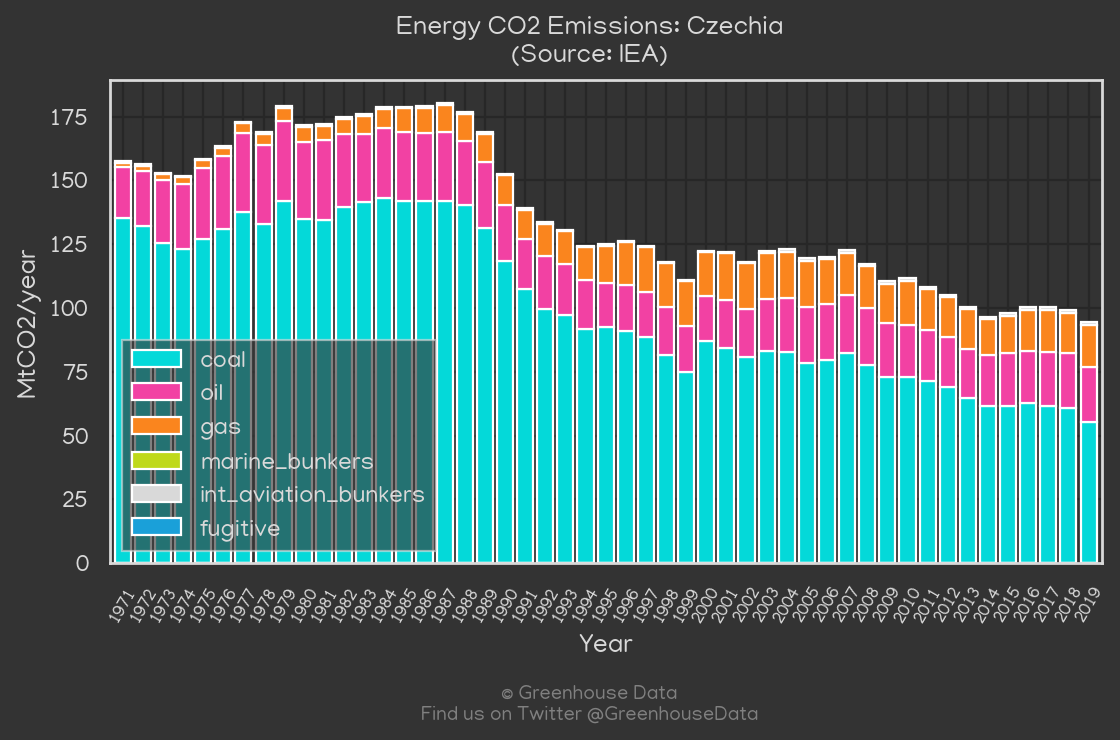 Energy CO2 Emissions: Czechia
(Source: IEA)
MtCO2/year
175
150
125
100
75
50
25
0
coal
oil
gas
marine_bunkers
int_aviation_bunkers
fugitive
1971 1972 1973 1974 1975 1976 1977 1978 1979 1980 1981 1982 1983 1984 1985 1986 1987 1988 1989 1990 1991 1992 1993 1994 1995 1996 1997 1998 1999 2000 2001 2002 2003 2004 2005 2006 2007 2008 2009 2010 2011 2012 2013 2014 2015 2016 2017 2018 2019
Year
© Greenhouse Data
Find us on Twitter @GreenhouseData